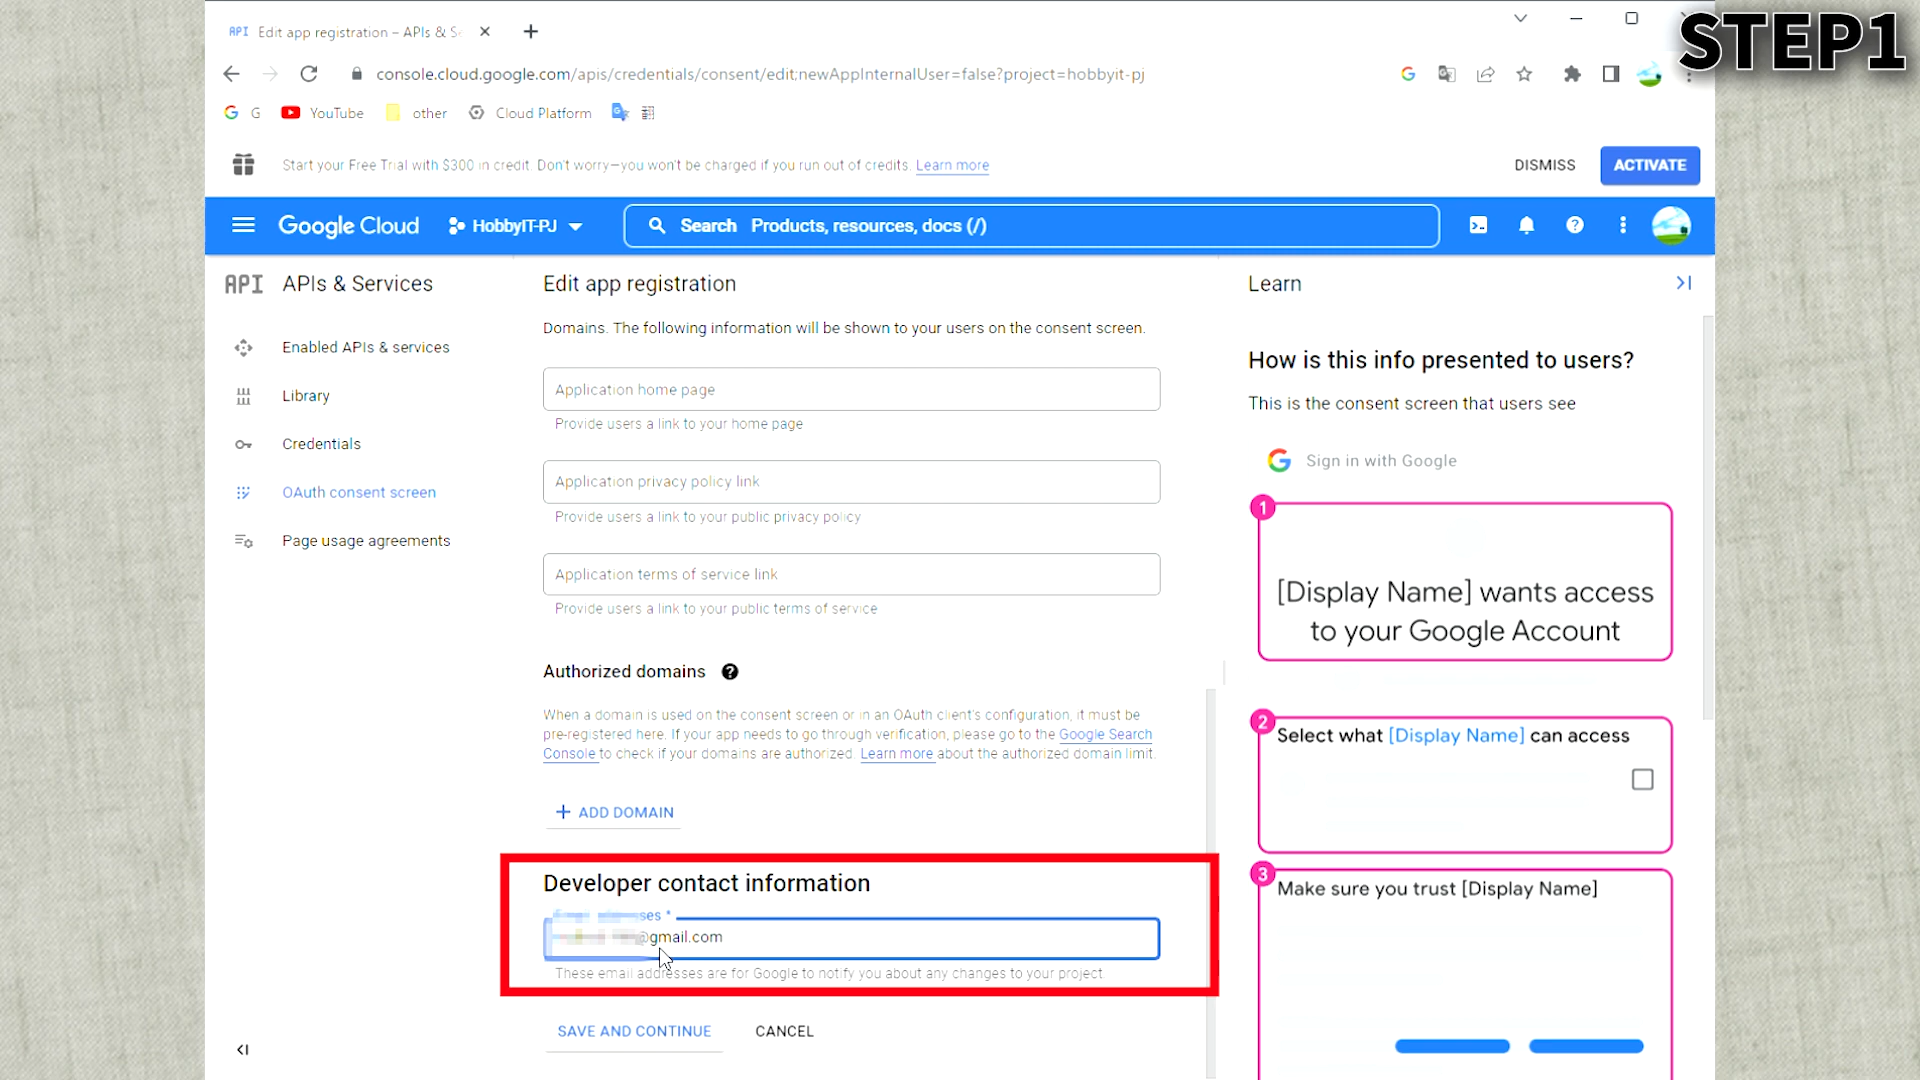 STEP1
API Edit app registration – APIs & Se
console.cloud.google.com/apis/credentials/consent/edit;newAppInternalUser=false?project=hobbyit-pj
G YouTube other Cloud Platform
Start your Free Trial with $300 in credit. Don't worry—you won't be charged if you run out of credits. Learn more
DISMISS ACTIVATE
Google Cloud HobbyIT-PJ Search Products, resources, docs (/)
API APIs & Services
Enabled APIs & services
Library
Credentials
OAuth consent screen
Page usage agreements
Edit app registration
Domains. The following information will be shown to your users on the consent screen.
Application home page
Provide users a link to your home page
Application privacy policy link
Provide users a link to your public privacy policy
Application terms of service link
Provide users a link to your public terms of service
Authorized domains
When a domain is used on the consent screen or in an OAuth client's configuration, it must be
pre-registered here. If your app needs to go through verification, please go to the Google Search
Console to check if your domains are authorized. Learn more about the authorized domain limit.
+ ADD DOMAIN
Developer contact information
@gmail.com
These email addresses are for Google to notify you about any changes to your project
SAVE AND CONTINUE CANCEL
Learn
How is this info presented to users?
This is the consent screen that users see
Sign in with Google
1
[Display Name] wants access
to your Google Account
2
Select what [Display Name] can access
3
Make sure you trust [Display Name]